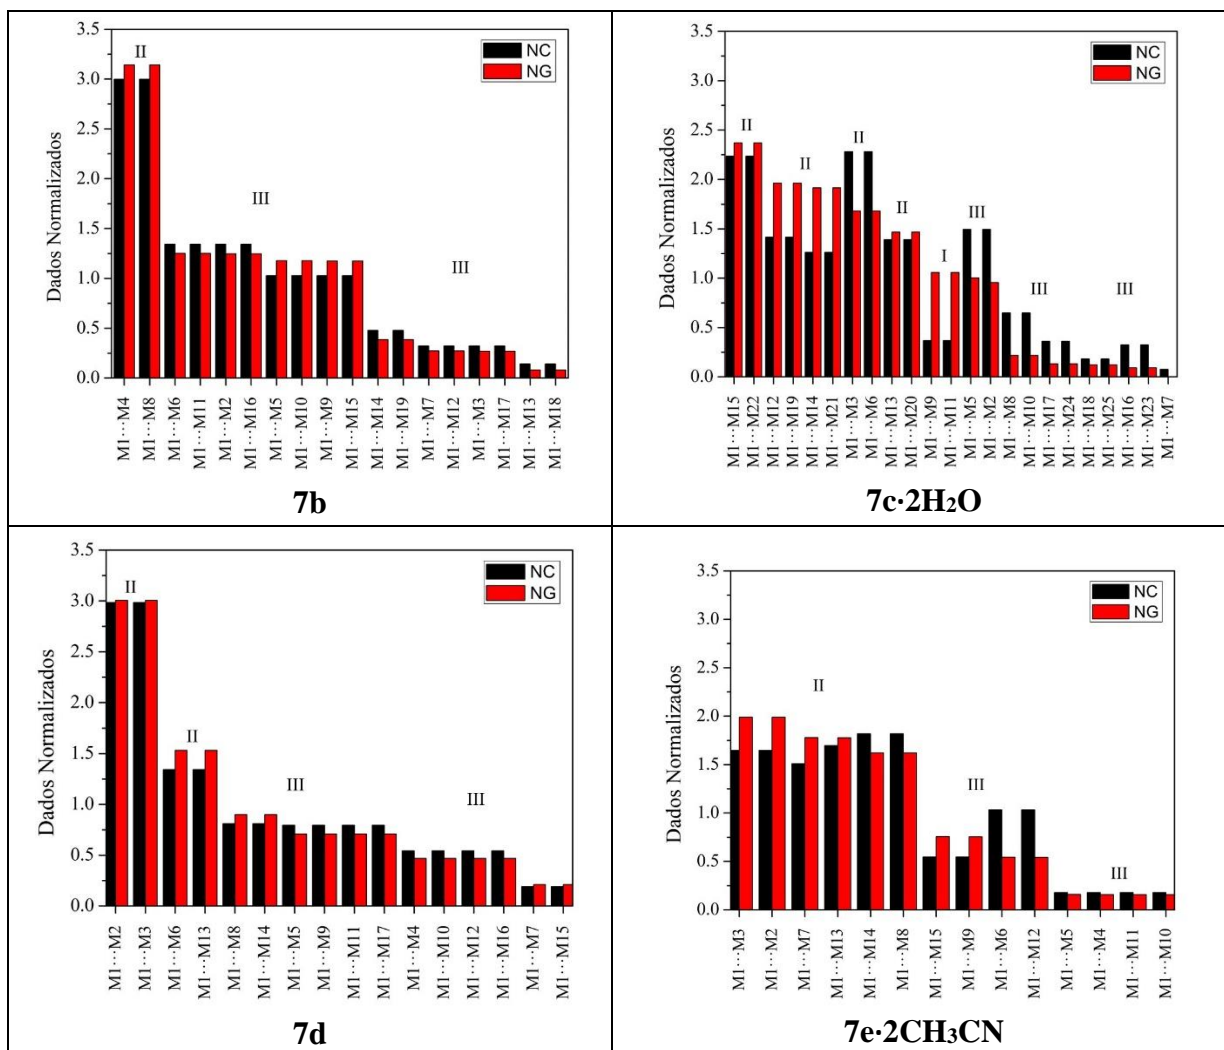 3.5
3.0
2.5
2.0
1.5
1.0
0.5
0.0
Dados Normalizados
NC
NG
II
III
III
M1···M4
M1···M8
M1···M6
M1···M11
M1···M2
M1···M16
M1···M5
M1···M10
M1···M9
M1···M15
M1···M14
M1···M19
M1···M7
M1···M12
M1···M3
M1···M17
M1···M13
M1···M18
7b
3.5
3.0
2.5
2.0
1.5
1.0
0.5
0.0
Dados Normalizados
NC
NG
II
II
II
II
I
III
III
III
M1···M15
M1···M22
M1···M12
M1···M19
M1···M14
M1···M21
M1···M3
M1···M6
M1···M13
M1···M20
M1···M9
M1···M11
M1···M5
M1···M2
M1···M8
M1···M10
M1···M17
M1···M24
M1···M18
M1···M25
M1···M16
M1···M23
M1···M7
7c·2H₂O
3.5
3.0
2.5
2.0
1.5
1.0
0.5
0.0
Dados Normalizados
NC
NG
II
II
III
III
M1···M2
M1···M3
M1···M6
M1···M13
M1···M8
M1···M14
M1···M5
M1···M9
M1···M11
M1···M17
M1···M4
M1···M10
M1···M12
M1···M16
M1···M7
M1···M15
7d
3.5
3.0
2.5
2.0
1.5
1.0
0.5
0.0
Dados Normalizados
NC
NG
II
III
III
M1···M3
M1···M2
M1···M7
M1···M13
M1···M14
M1···M8
M1···M15
M1···M9
M1···M6
M1···M12
M1···M5
M1···M4
M1···M11
M1···M10
7e·2CH₃CN